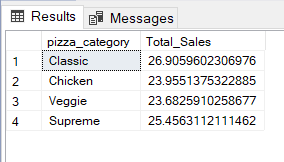 Results Messages
pizza_category Total_Sales
1 Classic 26.9059602306976
2 Chicken 23.9551375322885
3 Veggie 23.6825910258677
4 Supreme 25.4563112111462